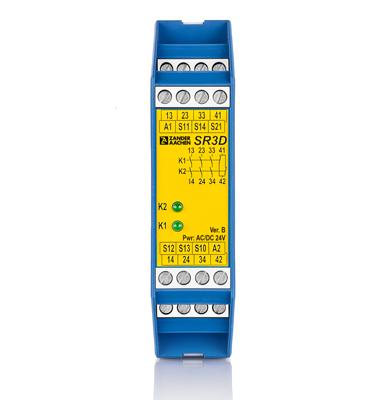 13 23 33 41
A1 S11 S14 S21
ZANDER
AACHEN
SR3D
13 23 33 41
K1
K2
14 24 34 42
K2
K1
Ver. B
Pwr: AC/DC 24V
S12 S13 S10 A2
14 24 34 42